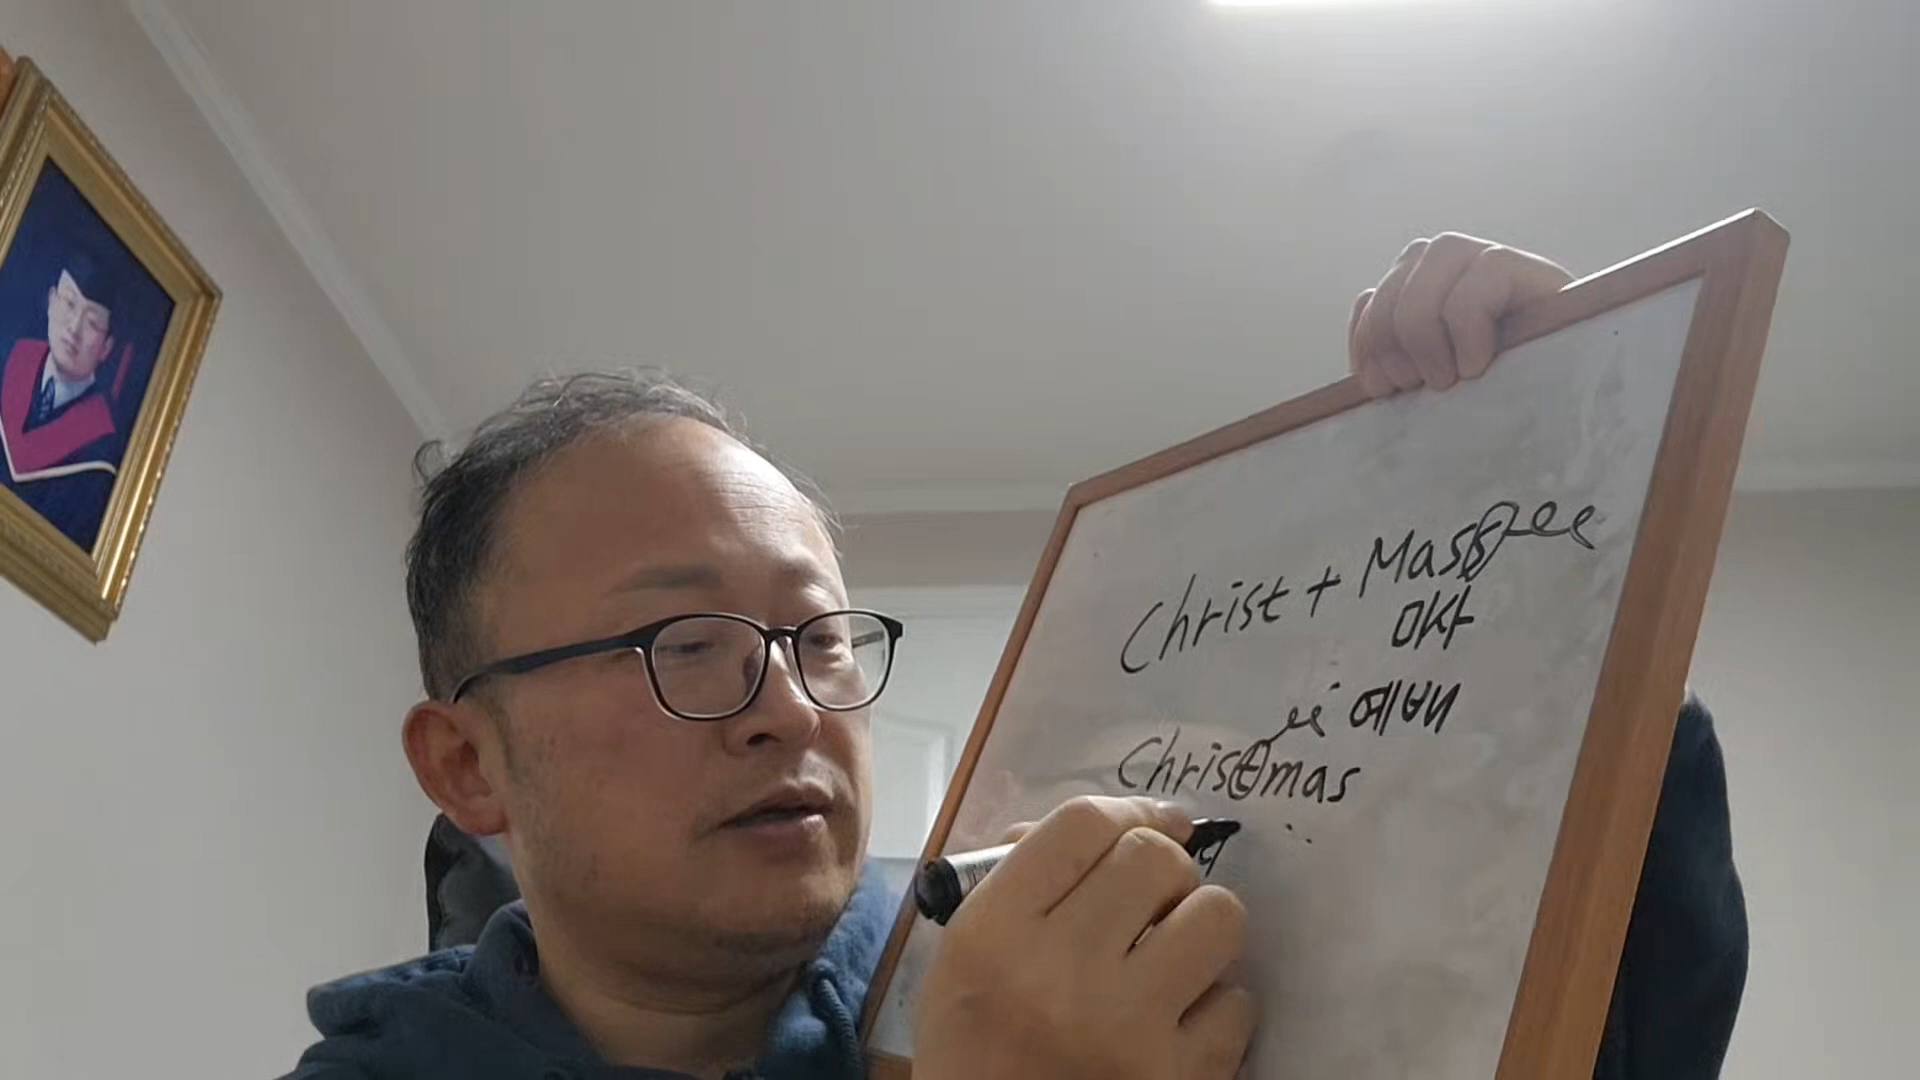 Christ + Mass
미사
예배
Christmas